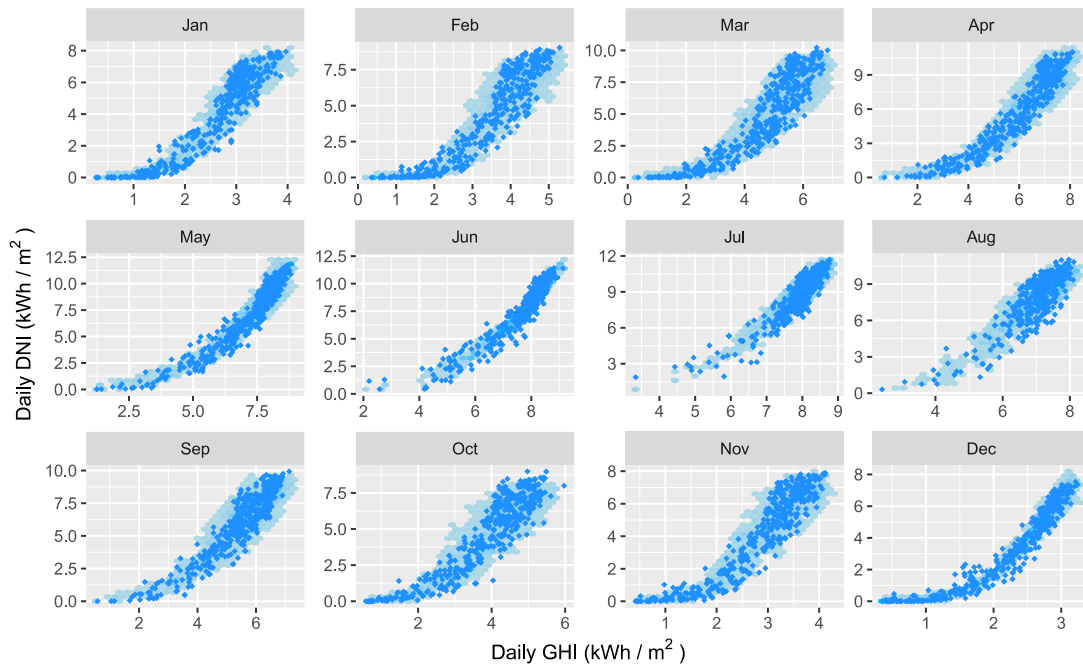 Jan Feb Mar Apr
8 6 4 2 0
7.5 5.0 2.5 0.0
10.0 7.5 5.0 2.5 0.0
9 6 3 0
1 2 3 4
0 1 2 3 4 5
0 2 4 6
2 4 6 8
May Jun Jul Aug
12.5 10.0 7.5 5.0 2.5 0.0
12.5 10.0 7.5 5.0 2.5 0.0
12 9 6 3
9 6 3 0
2.5 5.0 7.5
2 4 6 8
4 5 6 7 8 9
4 6 8
Sep Oct Nov Dec
10.0 7.5 5.0 2.5 0.0
7.5 5.0 2.5 0.0
8 6 4 2 0
8 6 4 2 0
2 4 6
2 4 6
1 2 3 4
1 2 3
Daily DNI (kWh / m²)
Daily GHI (kWh / m²)